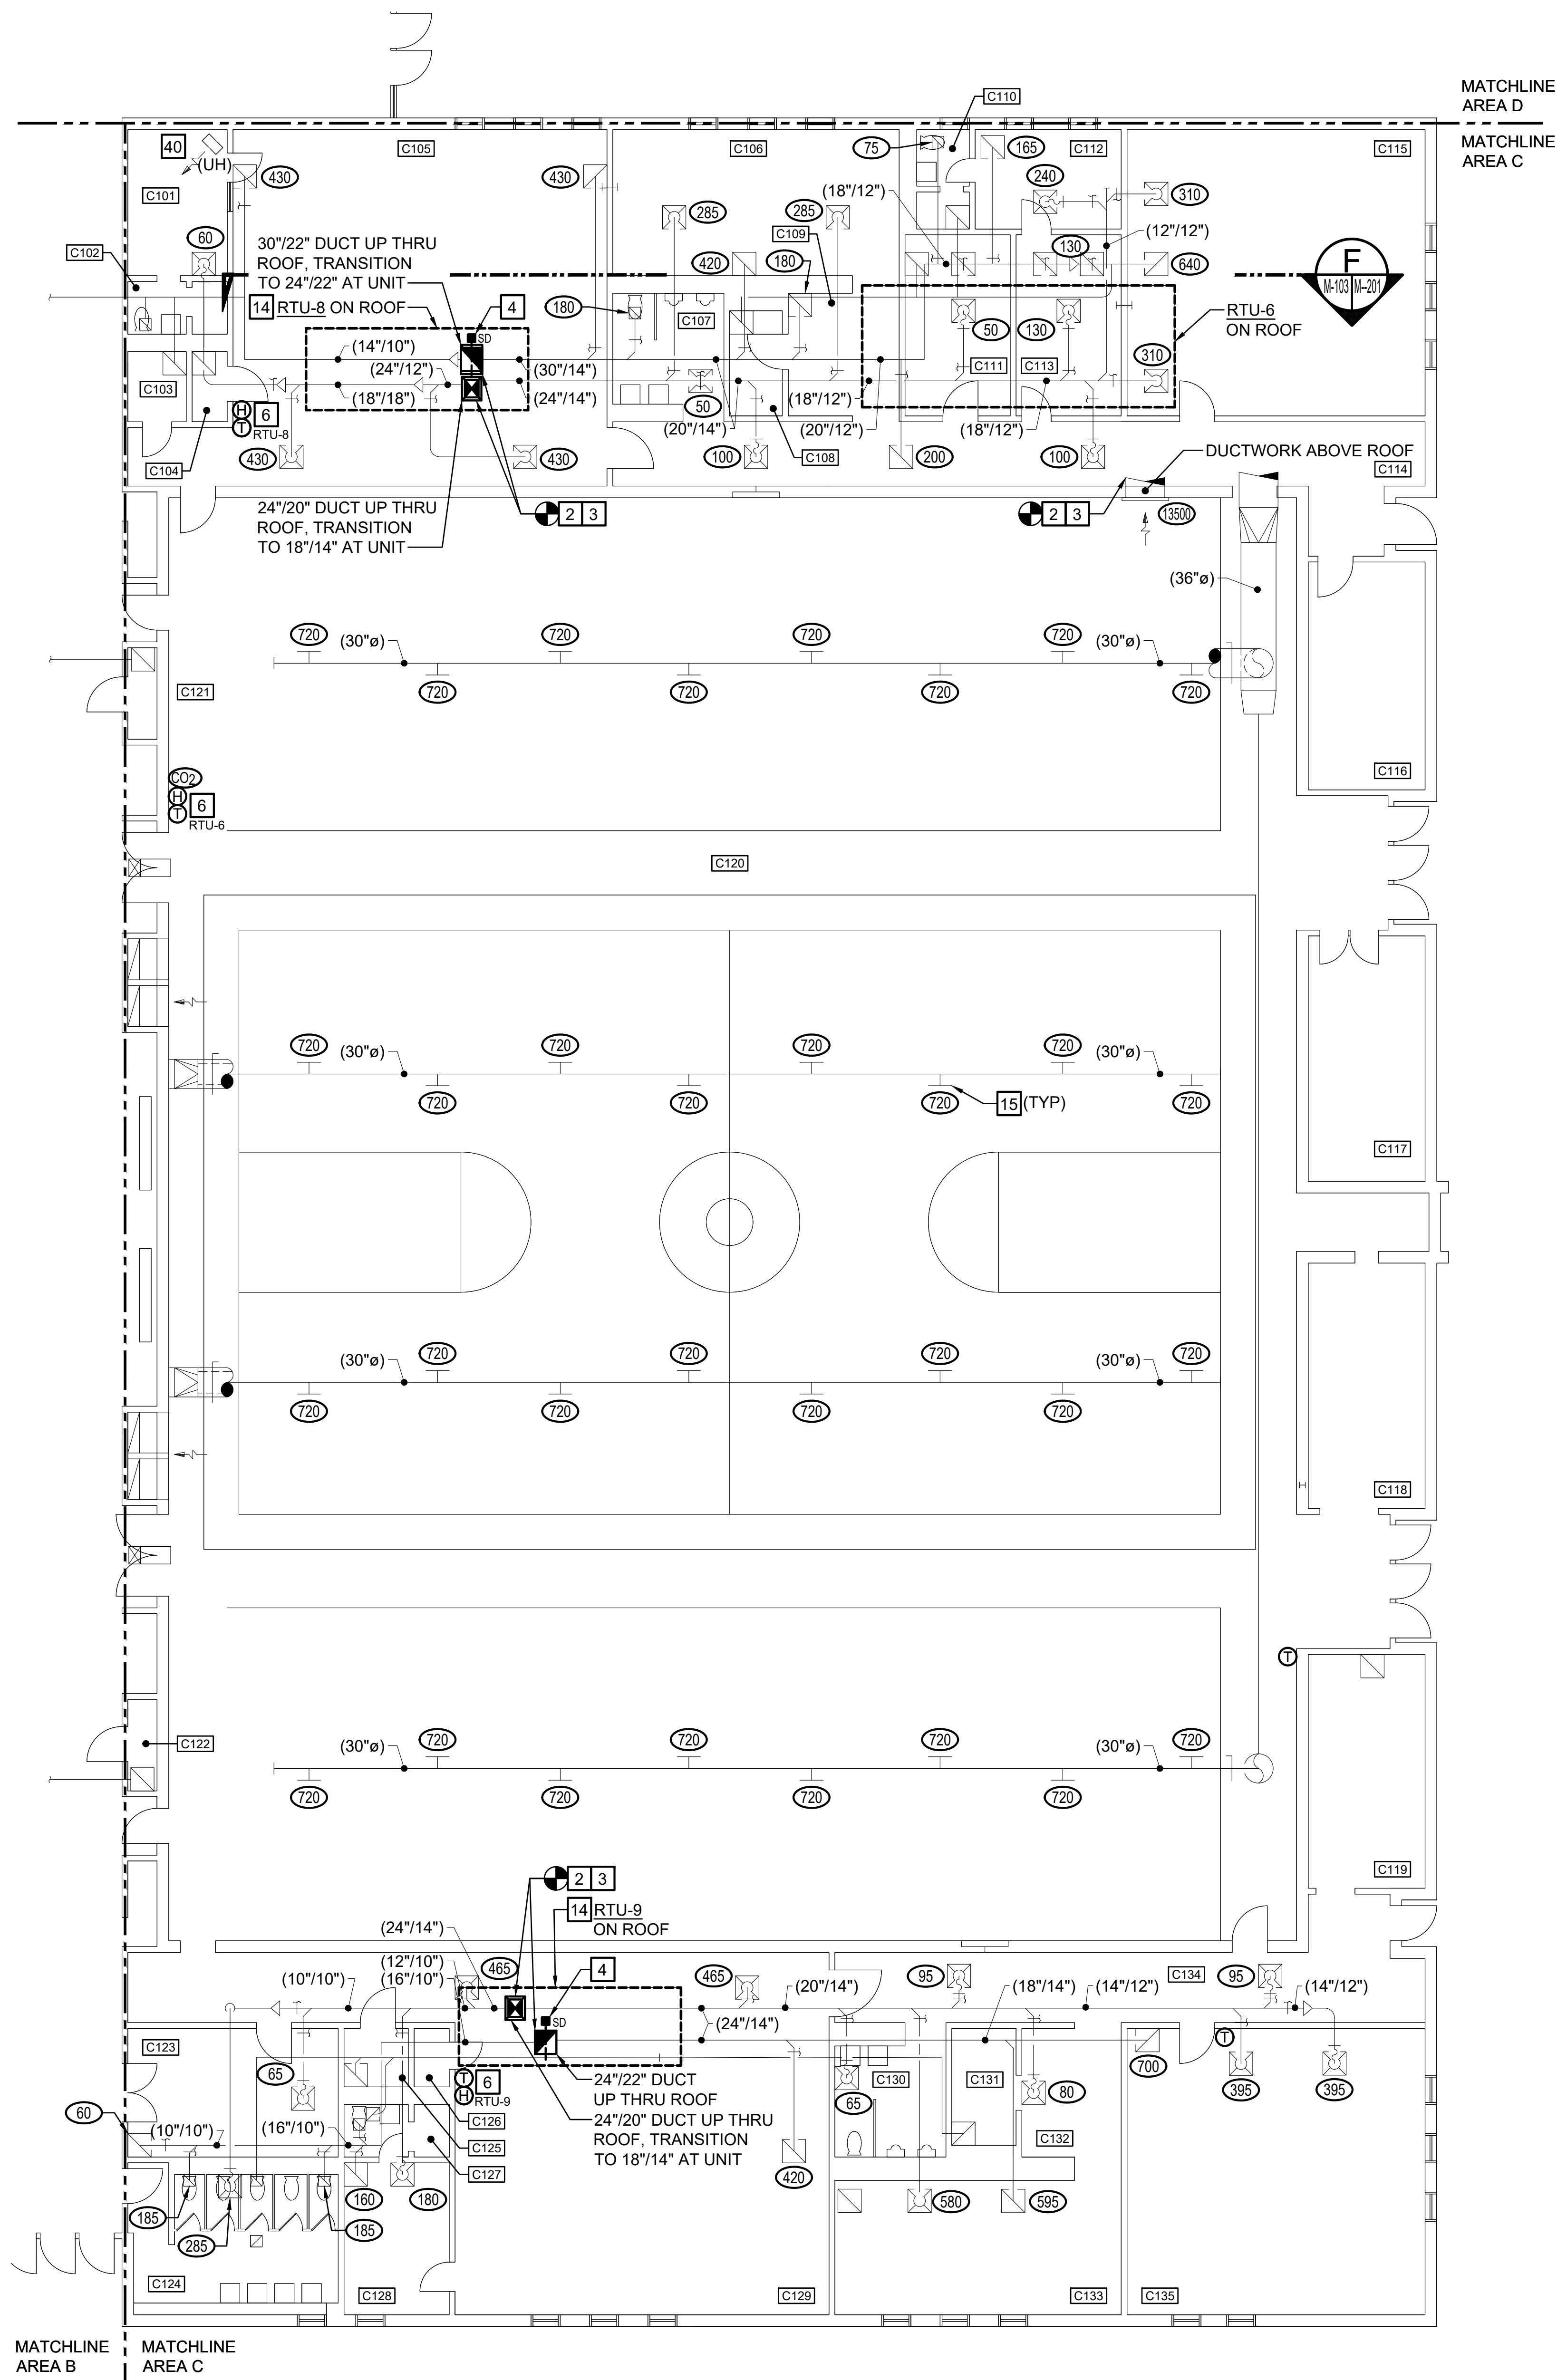 MATCHLINE
AREA D
MATCHLINE
AREA C
C110
40
(UH)
C101
C105
C106
75
165
C112
C115
430
430
240
(18"/12")
310
285
285
60
C102
30"/22" DUCT UP THRU
ROOF, TRANSITION
TO 24"/22" AT UNIT
C109
(12"/12")
130
420
180
640
F
M-103
M--201
14
RTU-8 ON ROOF
4
SD
180
C107
50
130
RTU-6
ON ROOF
(14"/10")
(24"/12")
(30"/14")
C111
C113
310
C103
(18"/18")
(24"/14")
50
(18"/12")
H
T
6
RTU-8
(20"/14")
(20"/12")
(18"/12")
C104
430
430
100
C108
200
100
DUCTWORK ABOVE ROOF
C114
24"/20" DUCT UP THRU
ROOF, TRANSITION
TO 18"/14" AT UNIT
2
3
2
3
13500
(36"ø)
720
(30"ø)
720
720
720
(30"ø)
720
720
720
720
C121
CO2
H
T
6
RTU-6
C116
C120
720
(30"ø)
720
720
720
(30"ø)
720
720
720
720
15
(TYP)
C117
(30"ø)
720
720
720
(30"ø)
720
720
720
720
720
C118
T
C122
(30"ø)
720
720
720
(30"ø)
720
720
720
720
720
C119
2
3
14
RTU-9
ON ROOF
(24"/14")
(12"/10")
(16"/10")
465
4
465
95
C134
95
(10"/10")
(20"/14")
(18"/14")
(14"/12")
(14"/12")
SD
(24"/14")
T
C123
65
T
H
6
RTU-9
24"/22" DUCT
UP THRU ROOF
24"/20" DUCT UP THRU
ROOF, TRANSITION
TO 18"/14" AT UNIT
C130
C131
65
80
700
395
395
60
(10"/10")
(16"/10")
C126
C125
C127
C132
420
160
180
185
285
185
580
595
C124
C128
C129
C133
C135
MATCHLINE
AREA B
MATCHLINE
AREA C